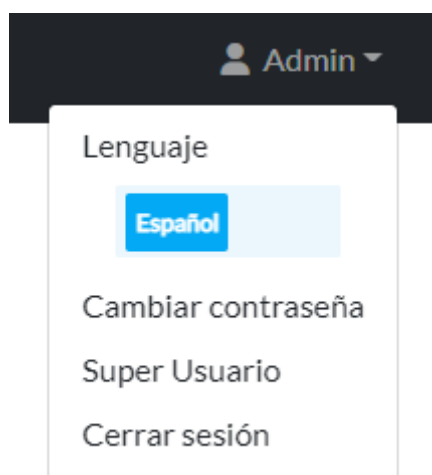 Admin
Lenguaje
Español
Cambiar contraseña
Super Usuario
Cerrar sesión